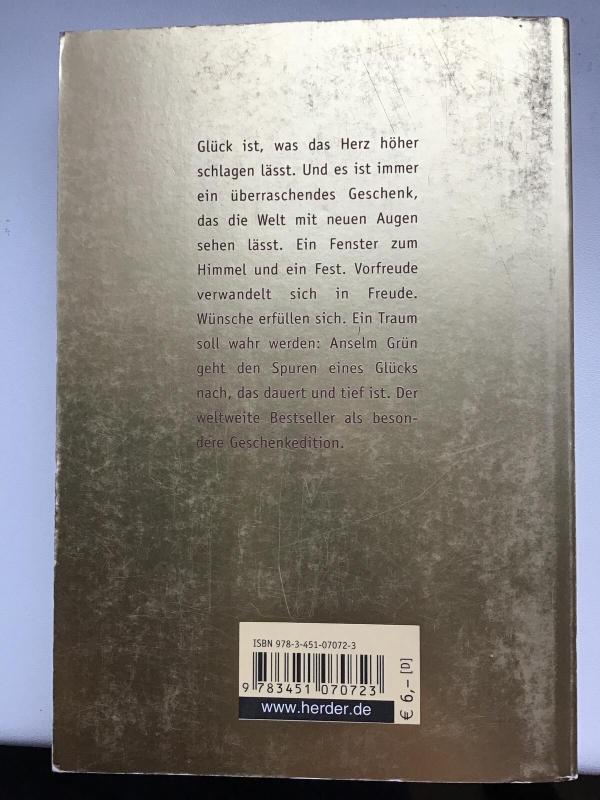 Glück ist, was das Herz höher
schlagen lässt. Und es ist immer
ein überraschendes Geschenk,
das die Welt mit neuen Augen
sehen lässt. Ein Fenster zum
Himmel und ein Fest. Vorfreude
verwandelt sich in Freude.
Wünsche erfüllen sich. Ein Traum
soll wahr werden: Anselm Grün
geht den Spuren eines Glücks
nach, das dauert und tief ist. Der
weltweite Bestseller als beson-
dere Geschenkedition.
ISBN 978-3-451-07072-3
9 783451 070723
www.herder.de
€ 6,– [D]